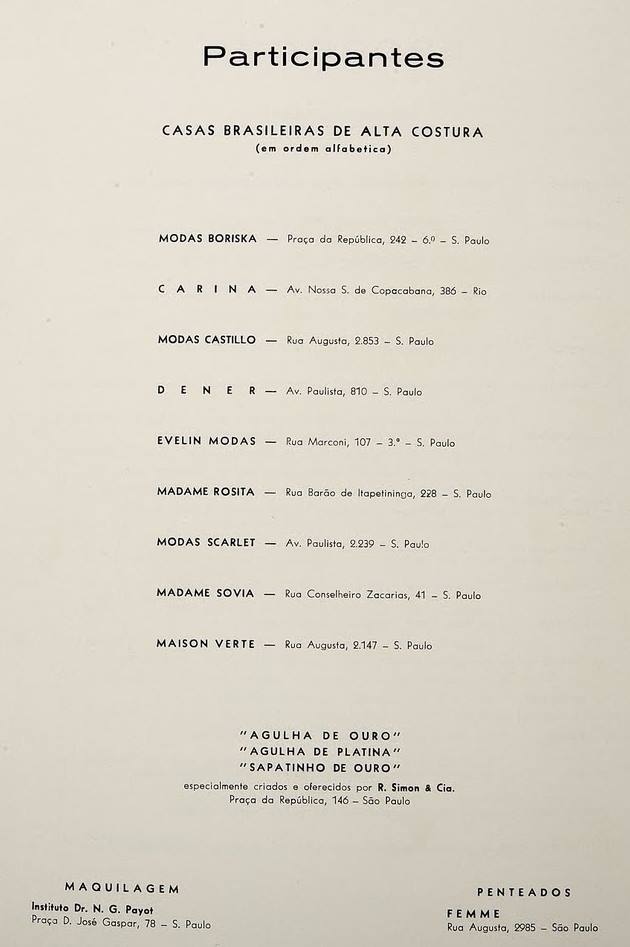 Participantes
CASAS BRASILEIRAS DE ALTA COSTURA
(em ordem alfabetica)
MODAS BORISKA — Praça da República, 242 – 6.º – S. Paulo
CARINA — Av. Nossa S. de Copacabana, 386 – Rio
MODAS CASTILLO — Rua Augusta, 2.853 – S. Paulo
DENER — Av. Paulista, 810 – S. Paulo
EVELIN MODAS — Rua Marconi, 107 – 3.º – S. Paulo
MADAME ROSITA — Rua Barão de Itapetininga, 228 – S. Paulo
MODAS SCARLET — Av. Paulista, 2.239 – S. Paulo
MADAME SOVIA — Rua Conselheiro Zacarias, 41 – S. Paulo
MAISON VERTE — Rua Augusta, 2.147 – S. Paulo
"AGULHA DE OURO"
"AGULHA DE PLATINA"
"SAPATINHO DE OURO"
especialmente criados e oferecidos por R. Simon & Cia.
Praça da República, 146 – São Paulo
MAQUILAGEM
Instituto Dr. N. G. Payot
Praça D. José Gaspar, 78 – S. Paulo
PENTEADOS
FEMME
Rua Augusta, 2985 – São Paulo